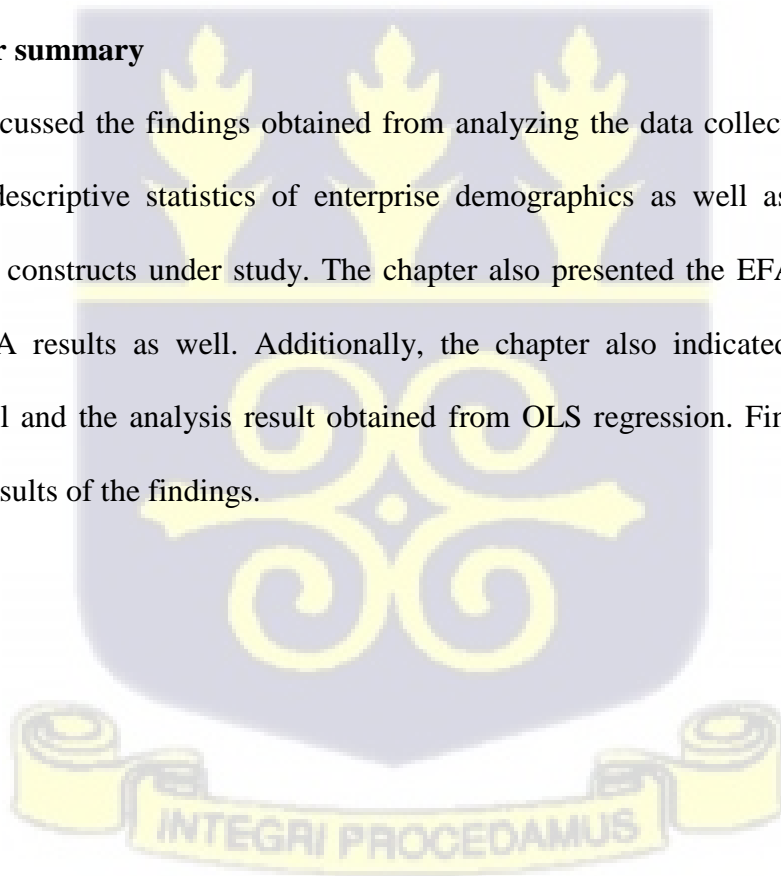 r summary
cussed the findings obtained from analyzing the data collec
descriptive statistics of enterprise demographics as well as
constructs under study. The chapter also presented the EFA
A results as well. Additionally, the chapter also indicated
l and the analysis result obtained from OLS regression. Fin
sults of the findings.
INTEGRI PROCEDAMUS